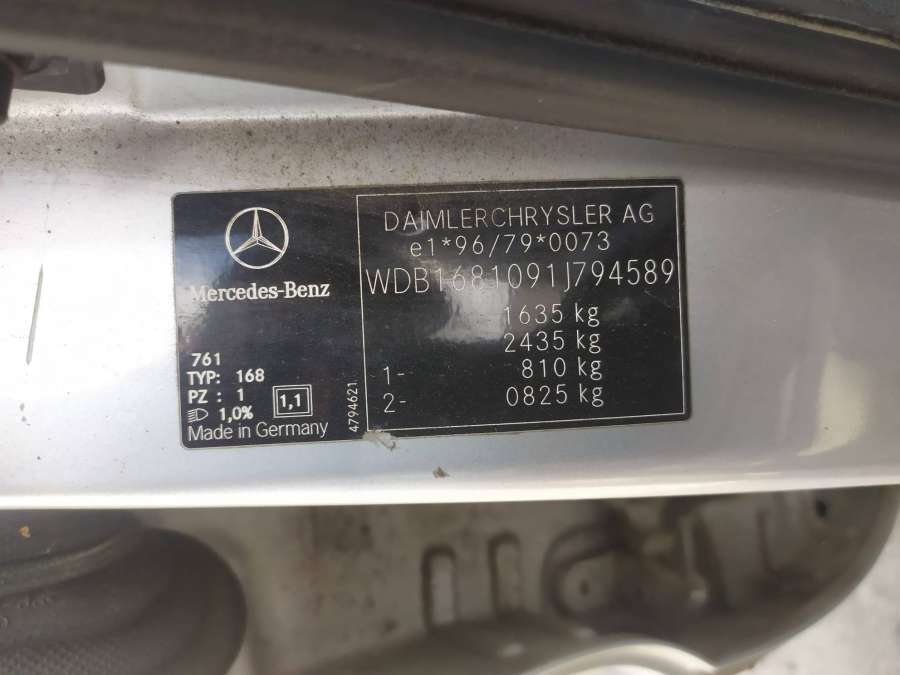 Mercedes-Benz
761
TYP: 168
PZ : 1
1,0%
1,1
Made in Germany
4794621
DAIMLERCHRYSLER AG
e1*96/79*0073
WDB1681091J794589
1635 kg
2435 kg
1- 810 kg
2- 0825 kg